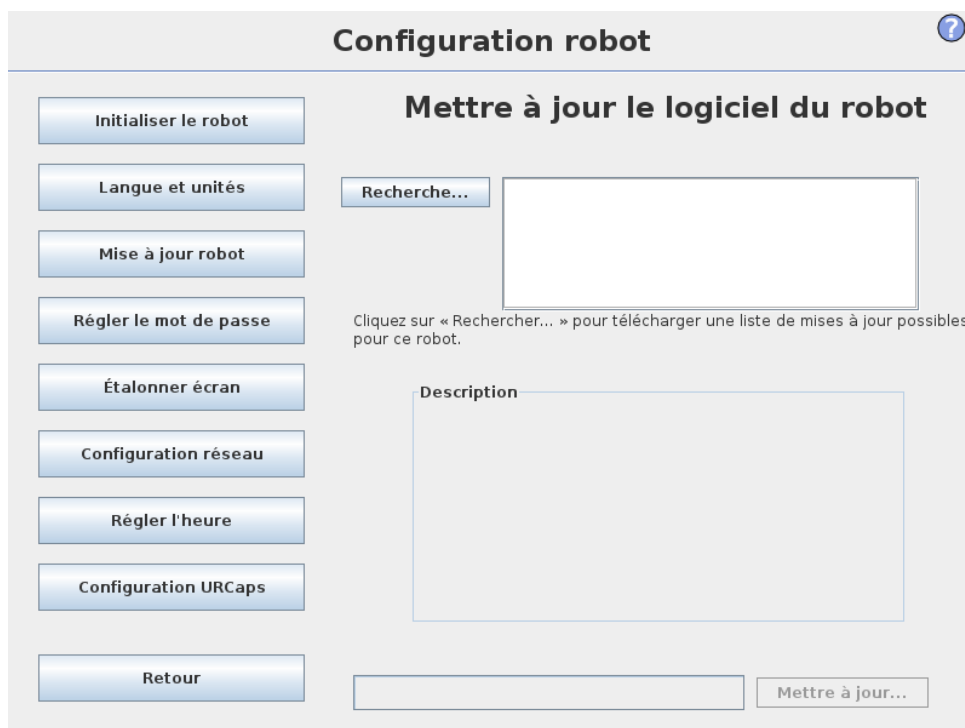 Configuration robot
?
Initialiser le robot
Langue et unités
Mise à jour robot
Régler le mot de passe
Étalonner écran
Configuration réseau
Régler l'heure
Configuration URCaps
Retour
Mettre à jour le logiciel du robot
Recherche...
Cliquez sur « Rechercher... » pour télécharger une liste de mises à jour possibles
pour ce robot.
Description
Mettre à jour...